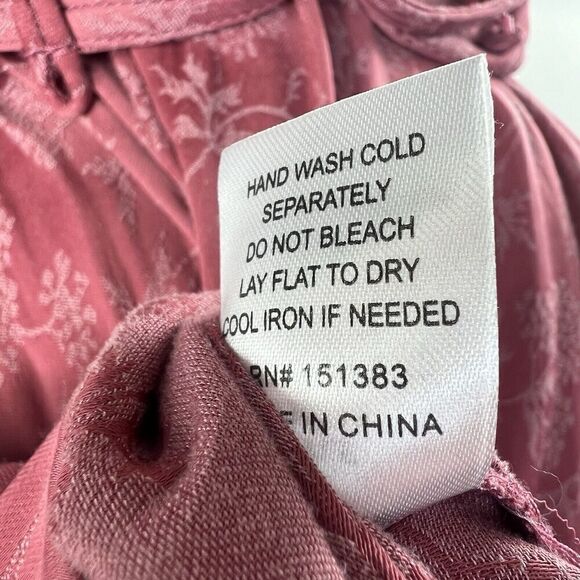 HAND WASH COLD
SEPARATELY
DO NOT BLEACH
LAY FLAT TO DRY
COOL IRON IF NEEDED
RN# 151383
IN CHINA